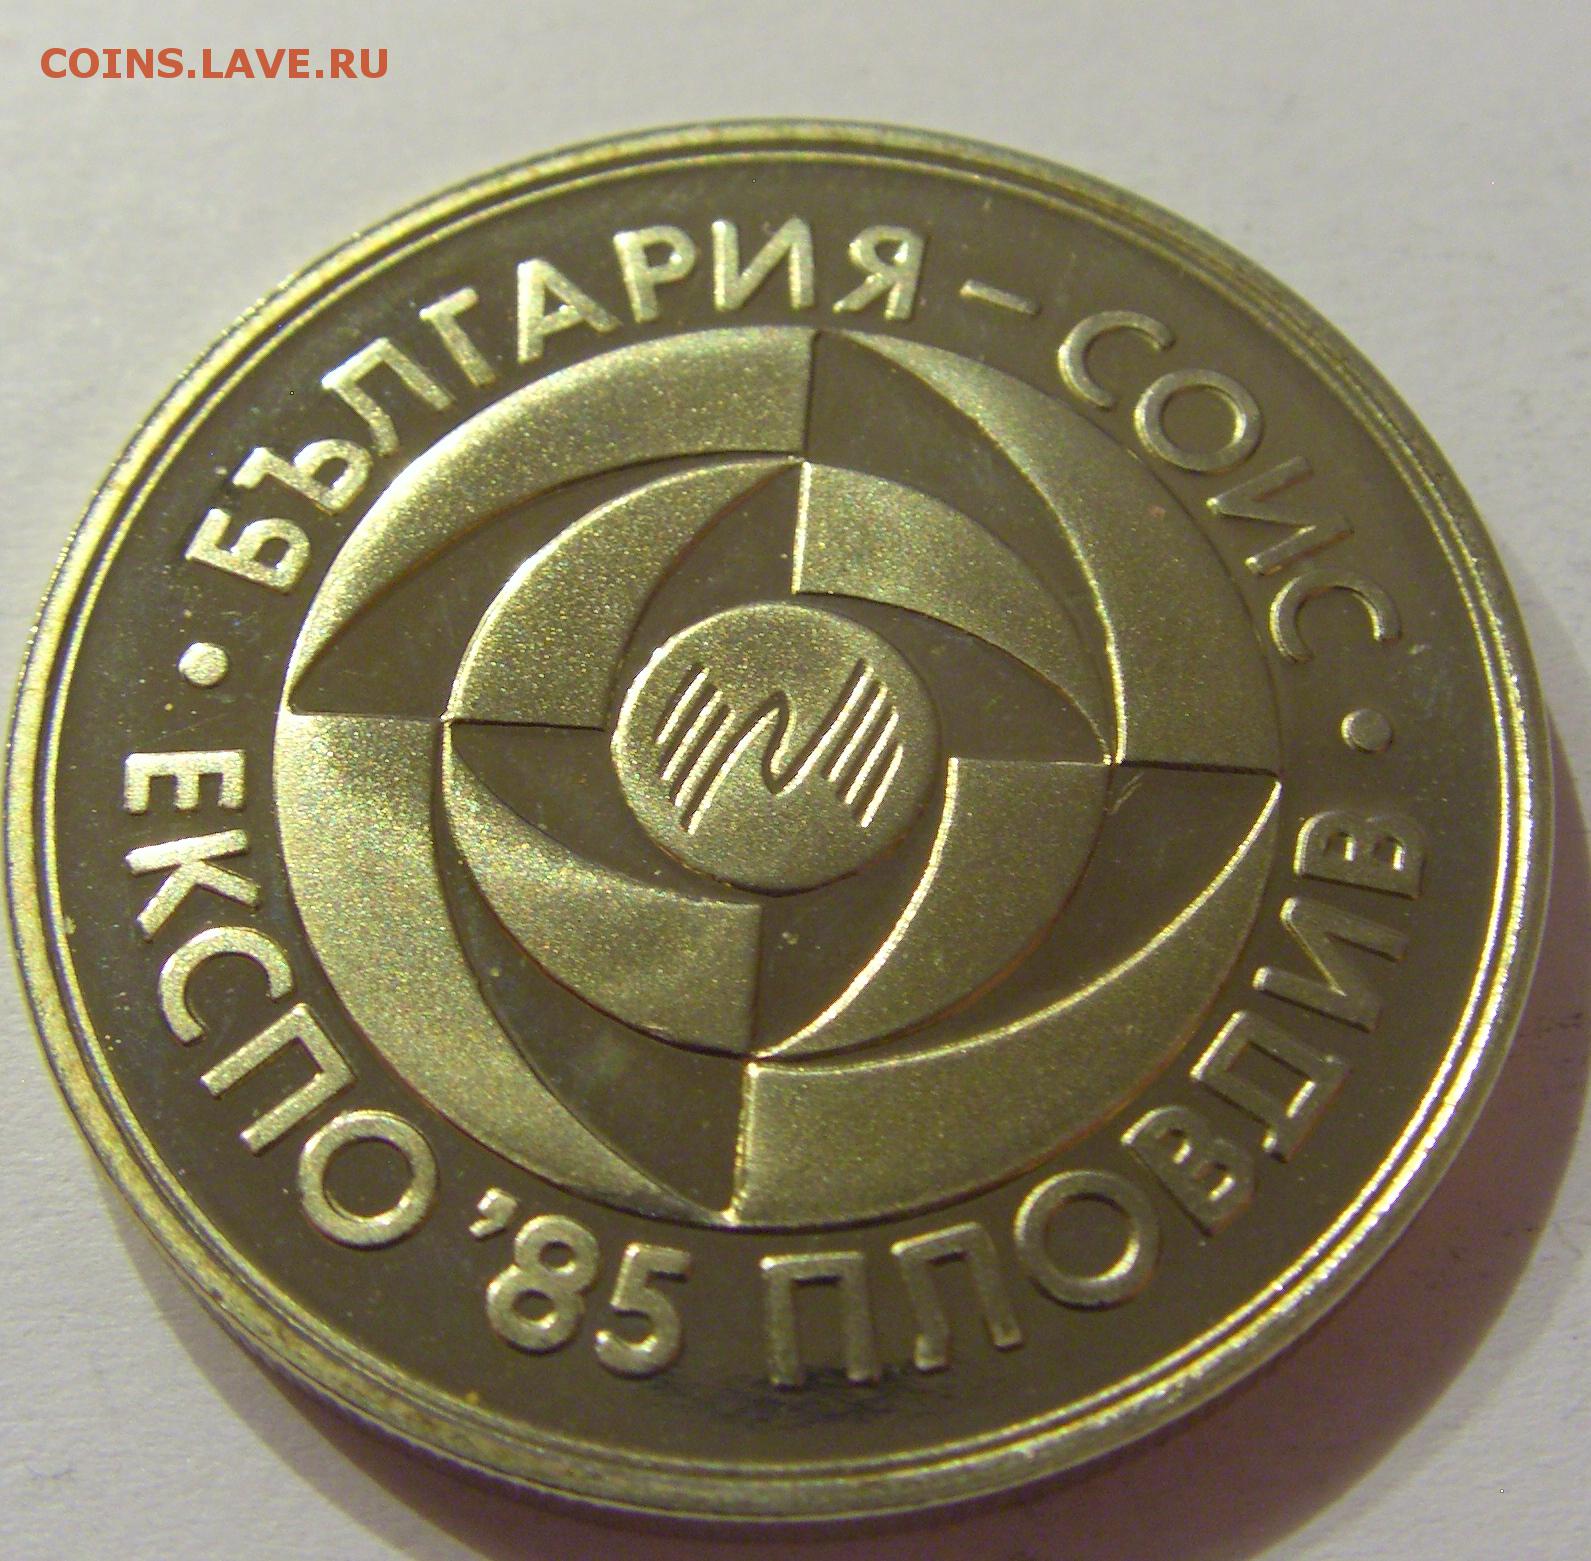 COINS.LAVE.RU
БЪЛГАРИЯ – СОИС
• ЕКСПО '85 ПЛОВДИВ •